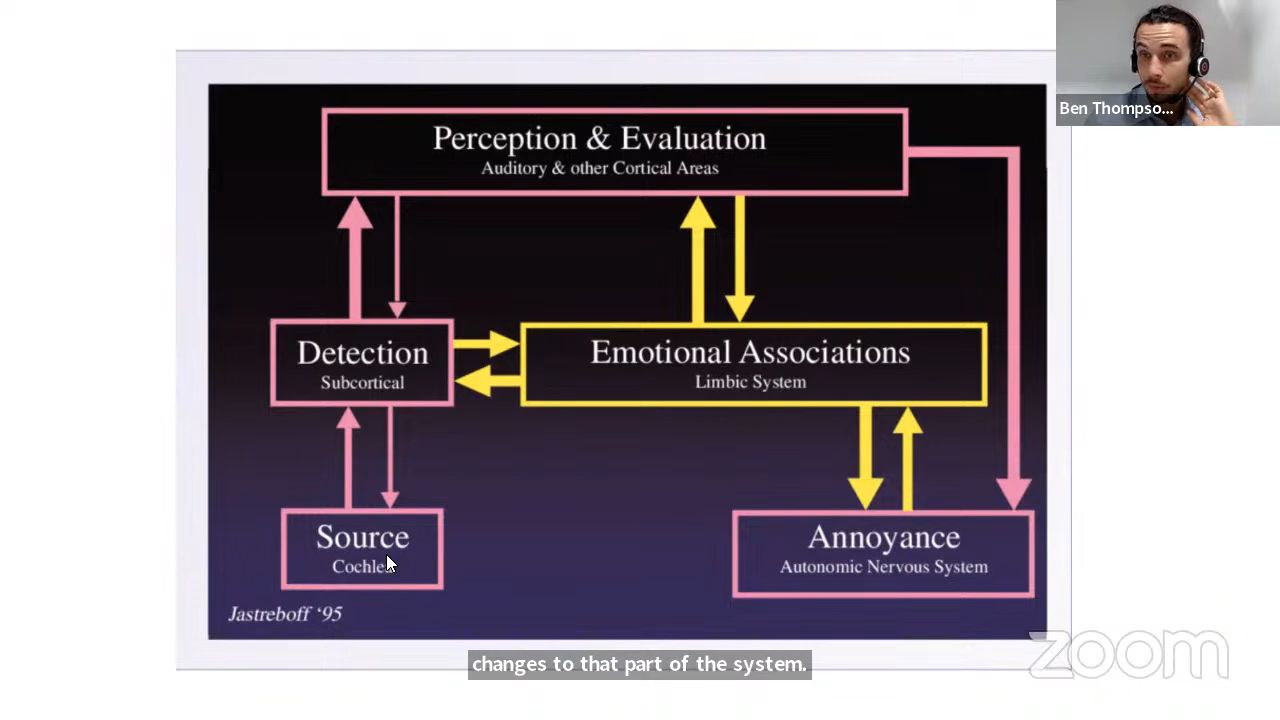 Ben Thompso...
Perception & Evaluation
Auditory & other Cortical Areas
Detection
Subcortical
Emotional Associations
Limbic System
Source
Cochlea
Annoyance
Autonomic Nervous System
Jastreboff ‘95
changes to that part of the system.
zoom